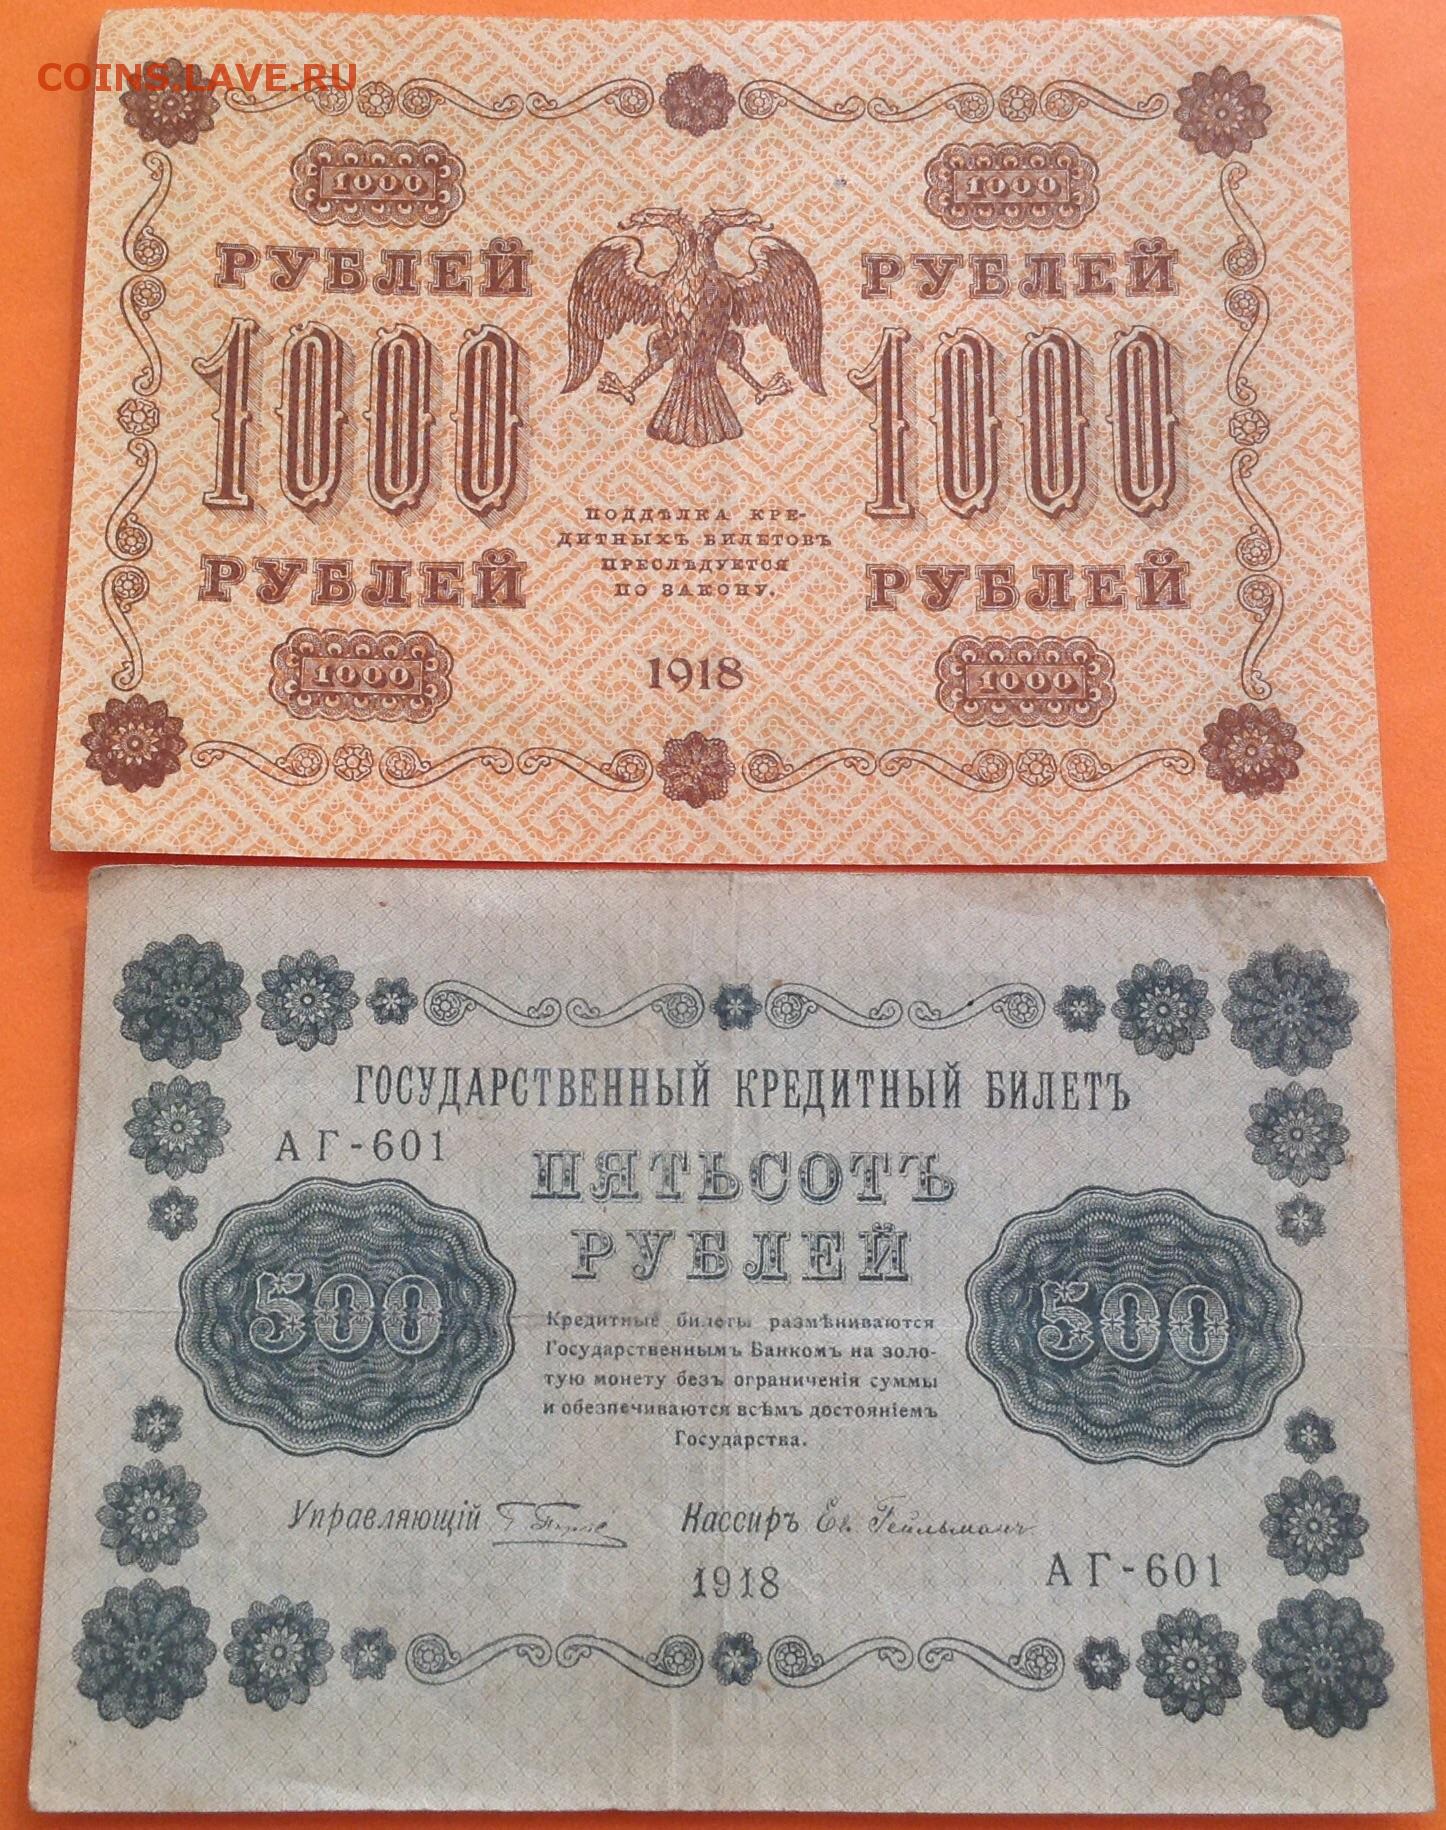 COINS.LAVE.RU
1000 1000
РУБЛЕЙ РУБЛЕЙ
1000 1000
ПОДДѢЛКА КРЕ-
ДИТНЫХЪ БИЛЕТОВЪ
ПРЕСЛѢДУЕТСЯ
ПО ЗАКОНУ.
РУБЛЕЙ РУБЛЕЙ
1000 1918 1000
ГОСУДАРСТВЕННЫЙ КРЕДИТНЫЙ БИЛЕТЪ
АГ-601
ПЯТЬСОТЪ
РУБЛЕЙ
500 500
Кредитные билеты размѣниваются
Государственнымъ Банкомъ на золо-
тую монету безъ ограниченія суммы
и обезпечиваются всѣмъ достояніемъ
Государства.
Управляющій Кассиръ Ев. Гейльманъ
1918 АГ-601